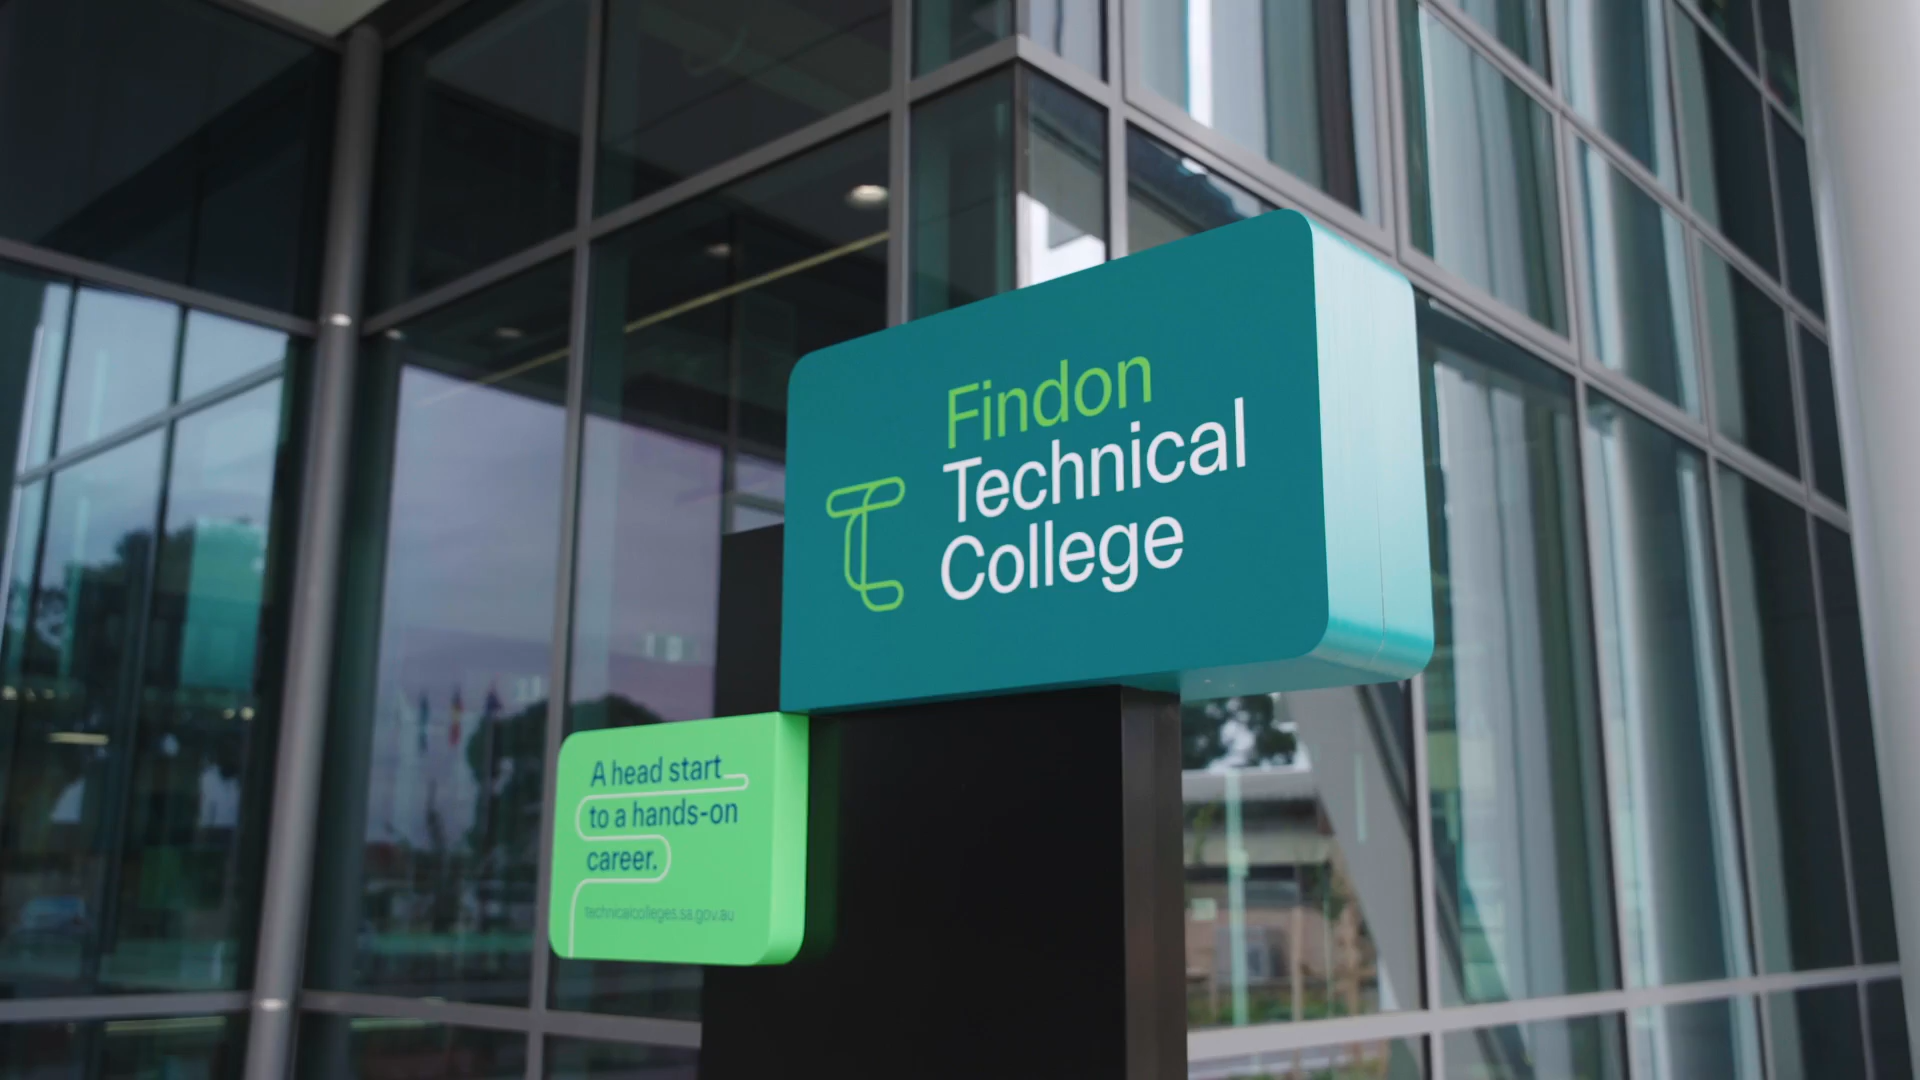 Findon
Technical
College
A head start
to a hands-on
career.
technicalcolleges.sa.gov.au